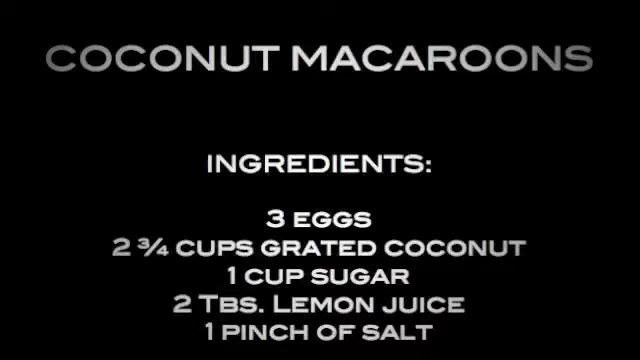 COCONUT MACAROONS
INGREDIENTS:
3 EGGS
2 ¾ CUPS GRATED COCONUT
1 CUP SUGAR
2 TBS. LEMON JUICE
1 PINCH OF SALT